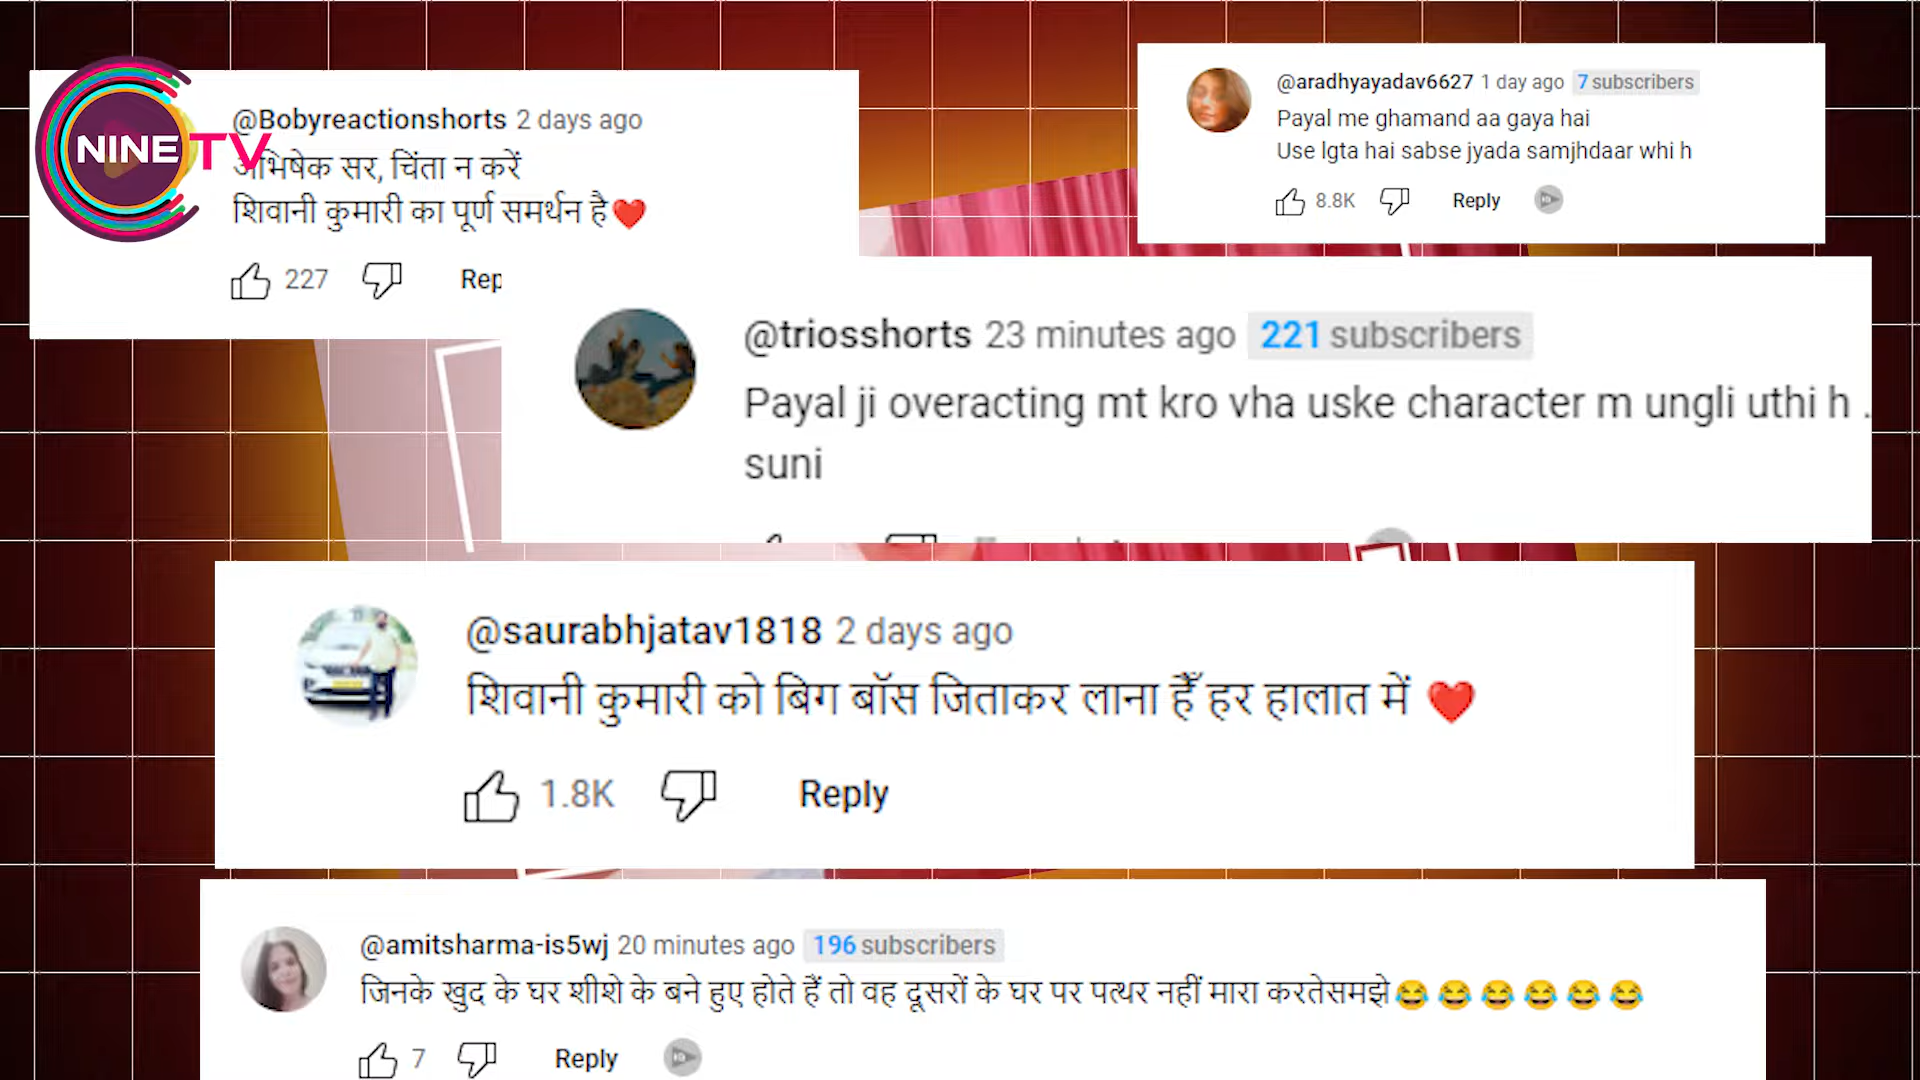 NINE TV
@Bobyreactionshorts 2 days ago
अभिषेक सर, चिंता न करें
शिवानी कुमारी का पूर्ण समर्थन है❤️
227 Rep
@aradhyayadav6627 1 day ago 7 subscribers
Payal me ghamand aa gaya hai
Use lgta hai sabse jyada samjhdaar whi h
8.8K Reply
@triosshorts 23 minutes ago 221 subscribers
Payal ji overacting mt kro vha uske character m ungli uthi h .
suni
@saurabhjatav1818 2 days ago
शिवानी कुमारी को बिग बॉस जिताकर लाना हैँ हर हालात में ❤️
1.8K Reply
@amitsharma-is5wj 20 minutes ago 196 subscribers
जिनके खुद के घर शीशे के बने हुए होते हैं तो वह दूसरों के घर पर पत्थर नहीं मारा करतेसमझे😂😂😂😂😂😂
7 Reply